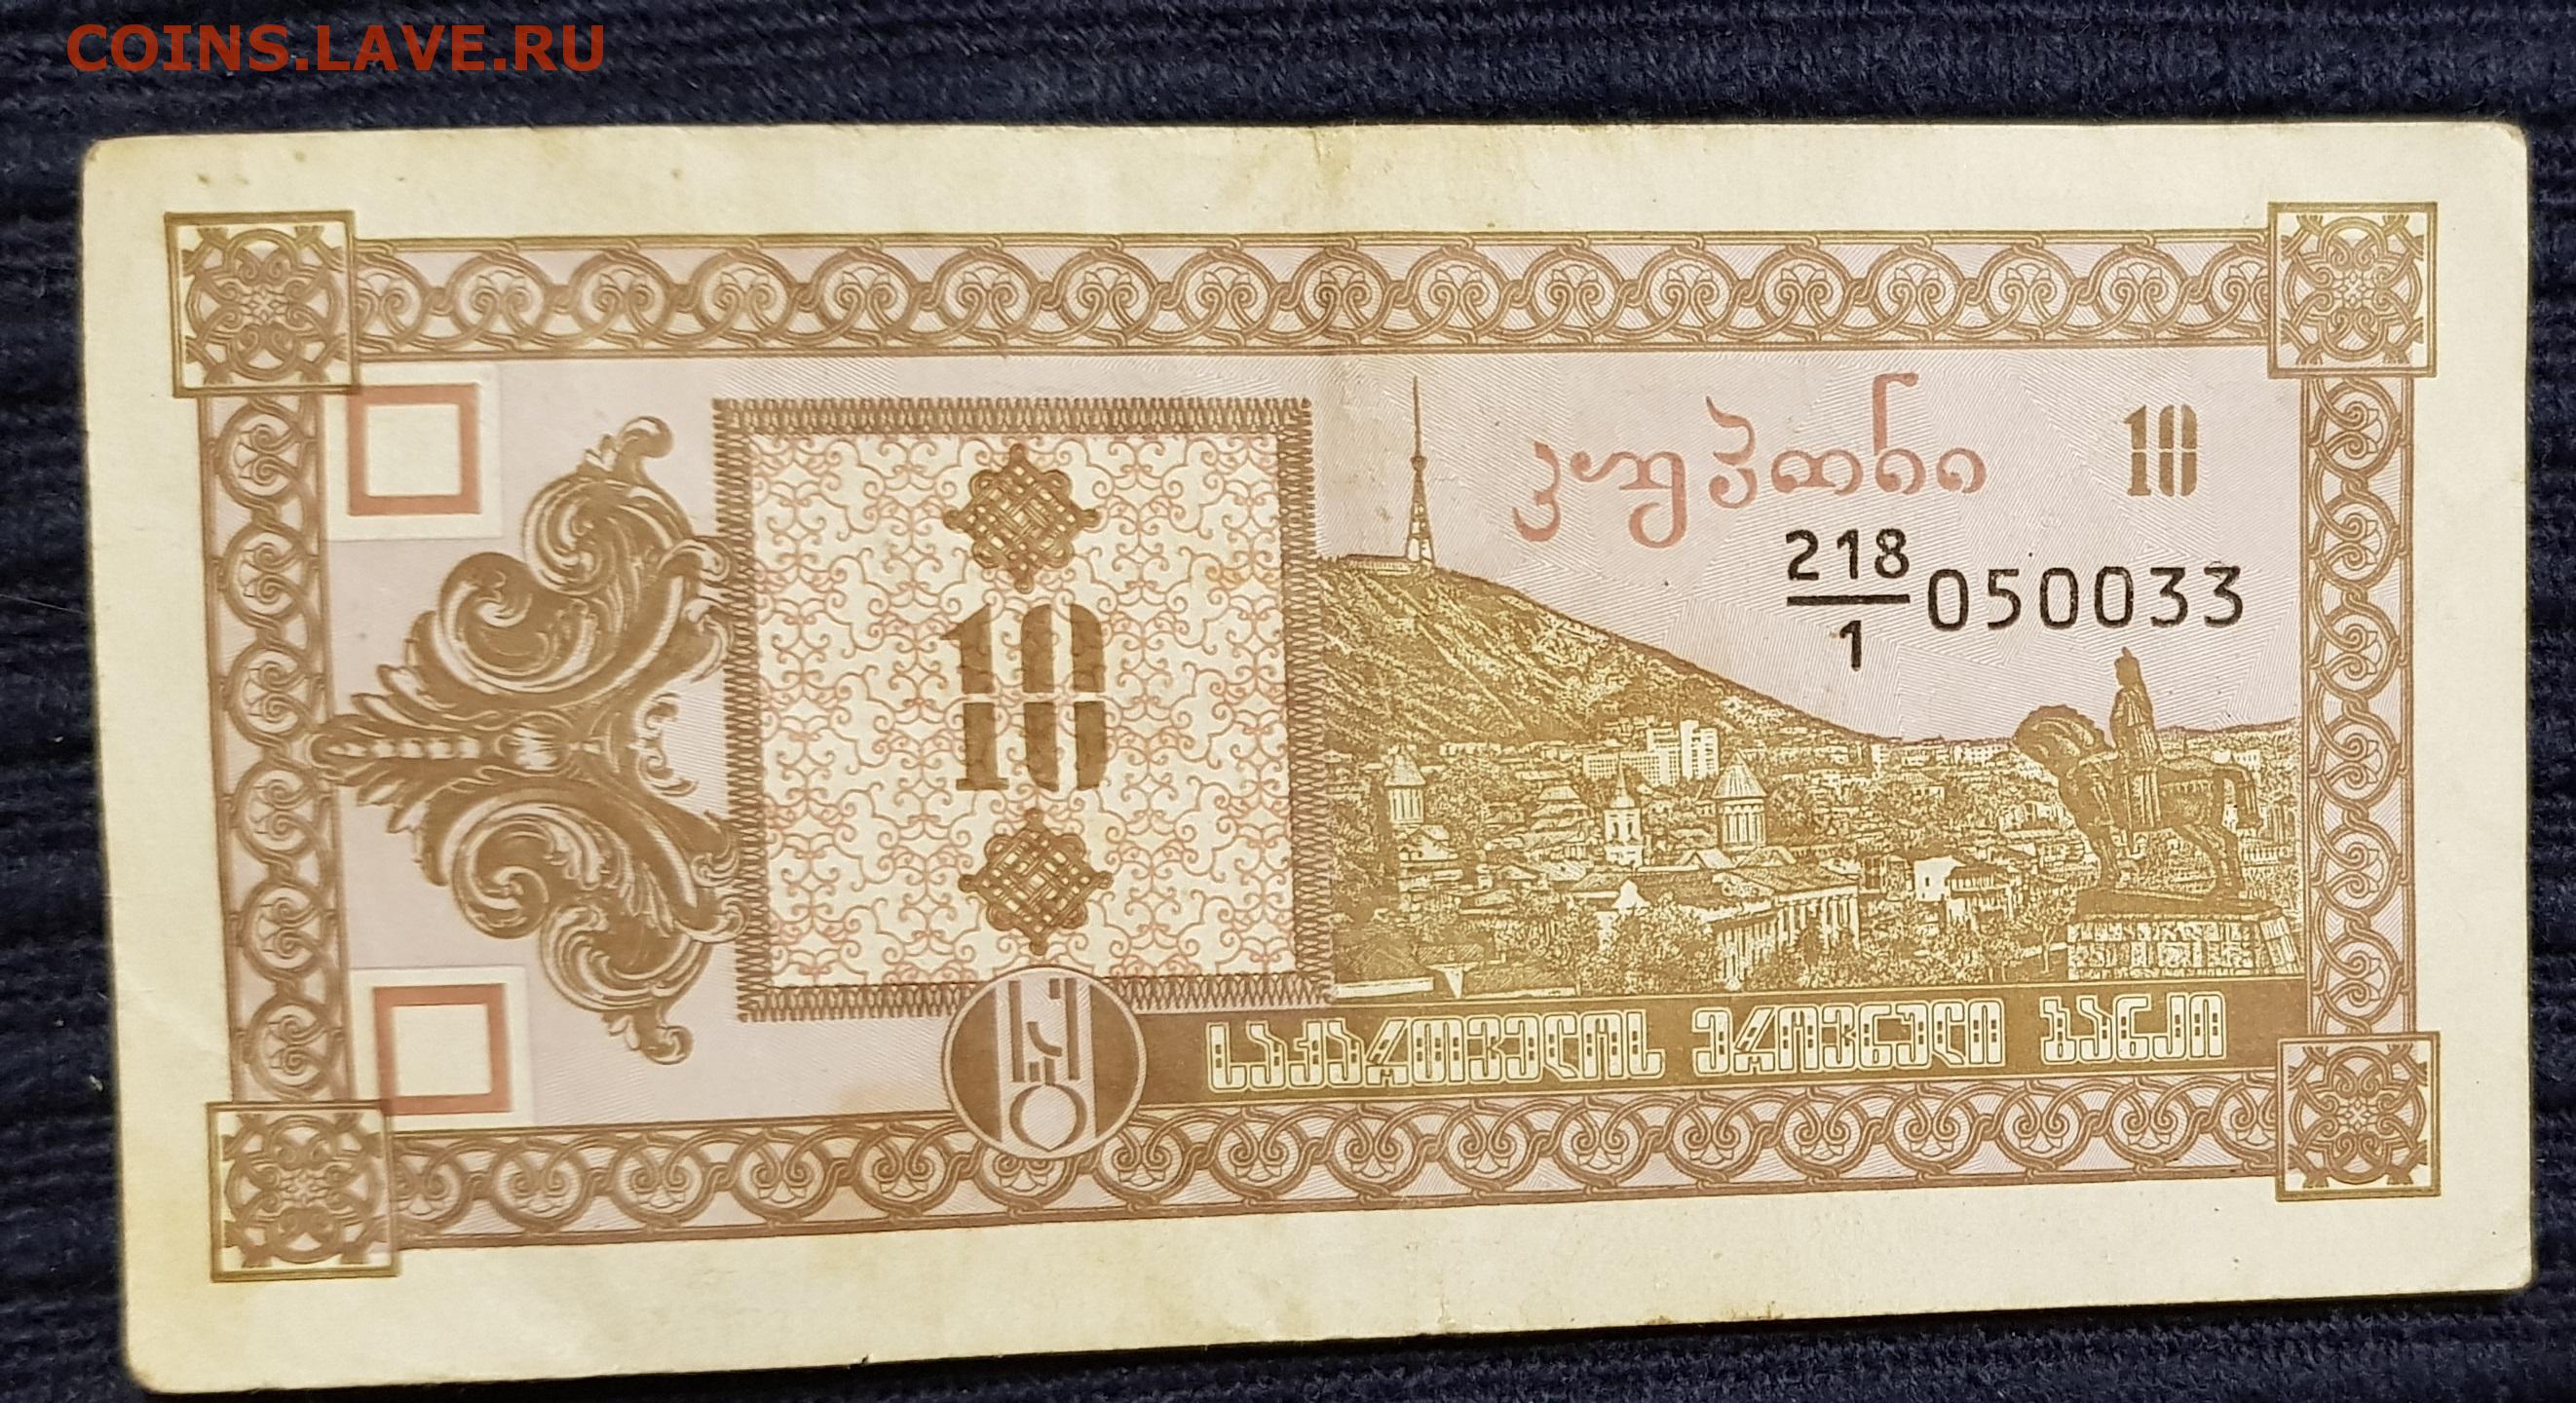 COINS.LAVE.RU
კუპონი 10
218/1 050033
10
საქართველოს ეროვნული ბანკი